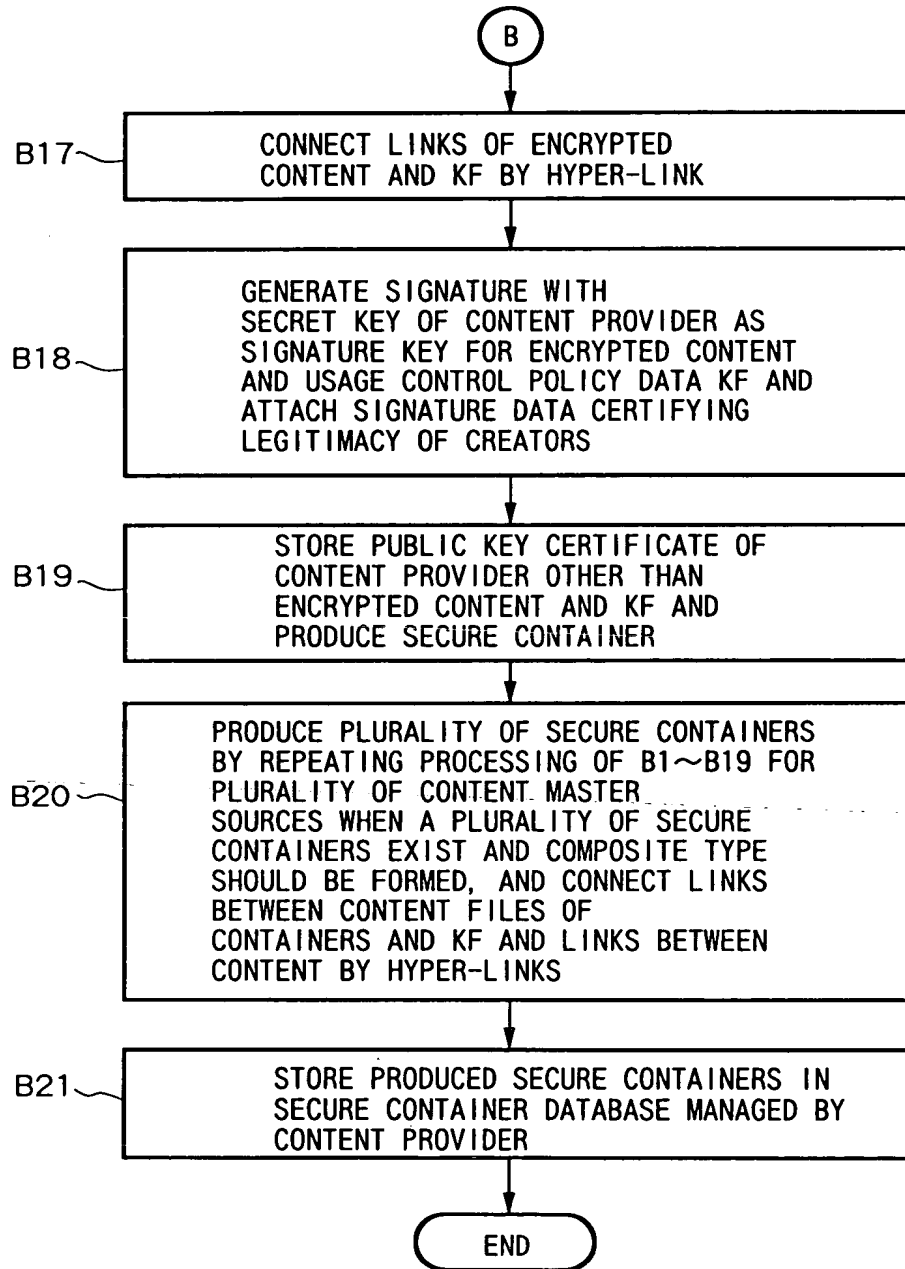 B
B17
CONNECT LINKS OF ENCRYPTED
CONTENT AND KF BY HYPER-LINK
B18
GENERATE SIGNATURE WITH
SECRET KEY OF CONTENT PROVIDER AS
SIGNATURE KEY FOR ENCRYPTED CONTENT
AND USAGE CONTROL POLICY DATA KF AND
ATTACH SIGNATURE DATA CERTIFYING
LEGITIMACY OF CREATORS
B19
STORE PUBLIC KEY CERTIFICATE OF
CONTENT PROVIDER OTHER THAN
ENCRYPTED CONTENT AND KF AND
PRODUCE SECURE CONTAINER
B20
PRODUCE PLURALITY OF SECURE CONTAINERS
BY REPEATING PROCESSING OF B1~B19 FOR
PLURALITY OF CONTENT MASTER
SOURCES WHEN A PLURALITY OF SECURE
CONTAINERS EXIST AND COMPOSITE TYPE
SHOULD BE FORMED, AND CONNECT LINKS
BETWEEN CONTENT FILES OF
CONTAINERS AND KF AND LINKS BETWEEN
CONTENT BY HYPER-LINKS
B21
STORE PRODUCED SECURE CONTAINERS IN
SECURE CONTAINER DATABASE MANAGED BY
CONTENT PROVIDER
END